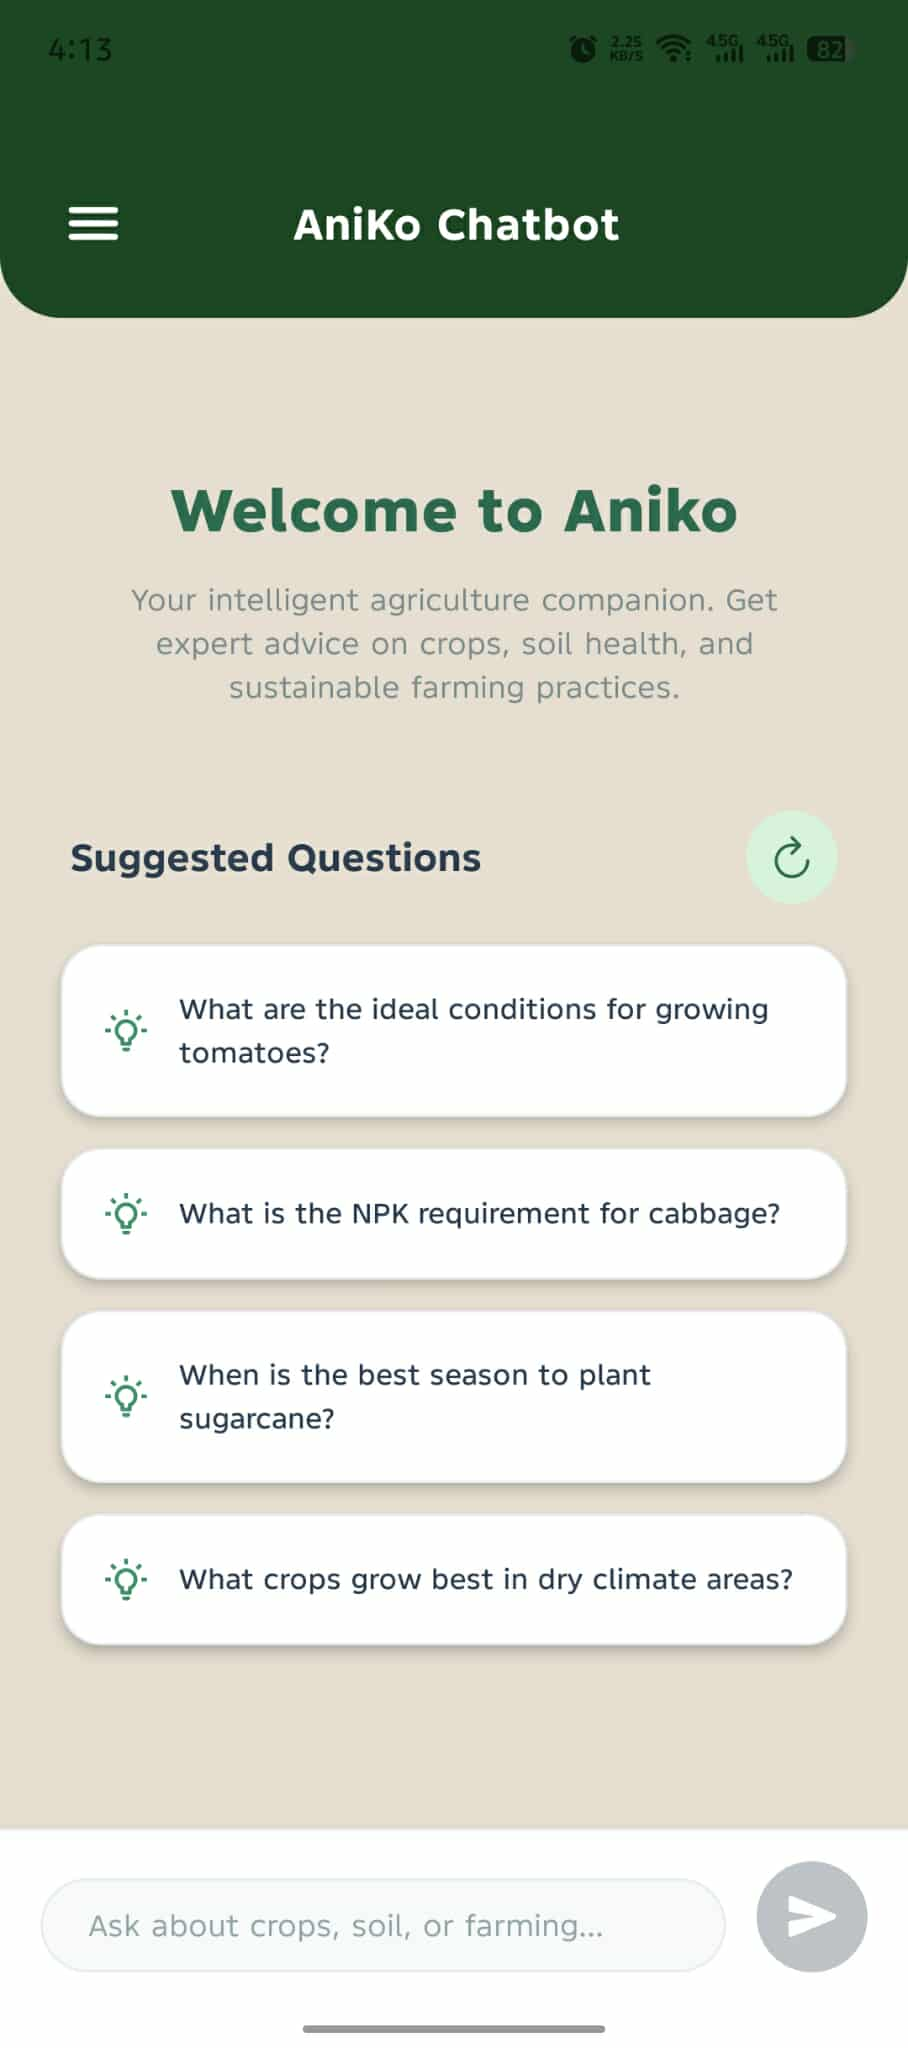 4:13
2.25
KB/S
4.5G
4.5G
82
AniKo Chatbot
Welcome to Aniko
Your intelligent agriculture companion. Get
expert advice on crops, soil health, and
sustainable farming practices.
Suggested Questions
What are the ideal conditions for growing
tomatoes?
What is the NPK requirement for cabbage?
When is the best season to plant
sugarcane?
What crops grow best in dry climate areas?
Ask about crops, soil, or farming...